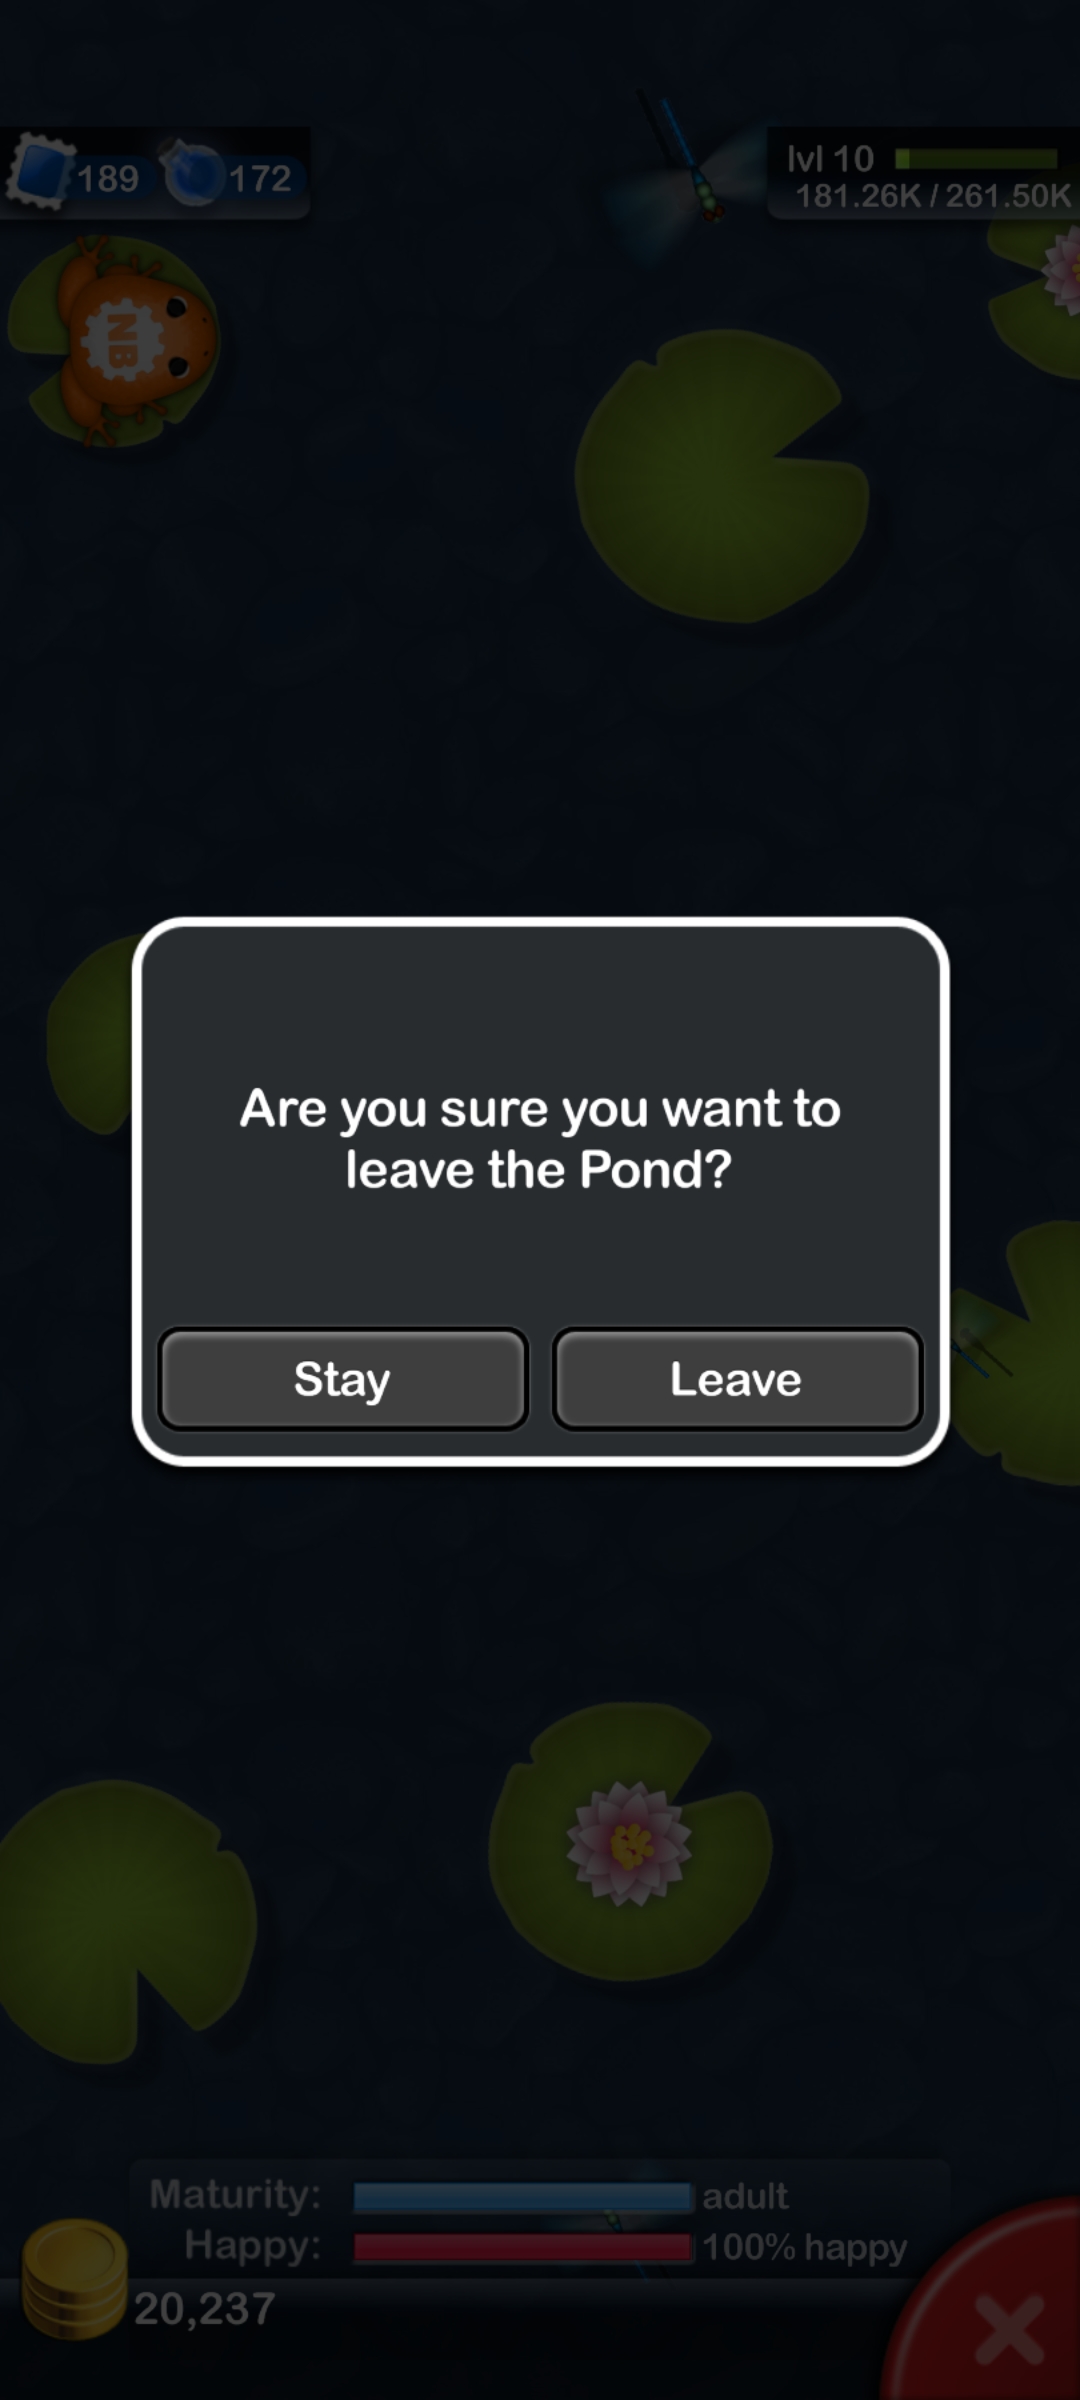 189
172
lvl 10
181.26K / 261.50K
NB
Are you sure you want to
leave the Pond?
Stay
Leave
Maturity:
adult
Happy:
100% happy
20,237